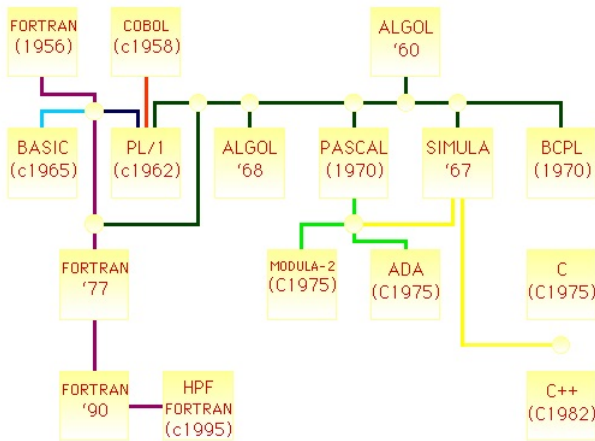 FORTRAN
(1956)
COBOL
(c1958)
ALGOL
‘60
BASIC
(c1965)
PL/1
(c1962)
ALGOL
‘68
PASCAL
(1970)
SIMULA
‘67
BCPL
(1970)
FORTRAN
‘77
MODULA-2
(C1975)
ADA
(C1975)
C
(C1975)
FORTRAN
‘90
HPF
FORTRAN
(c1995)
C++
(C1982)